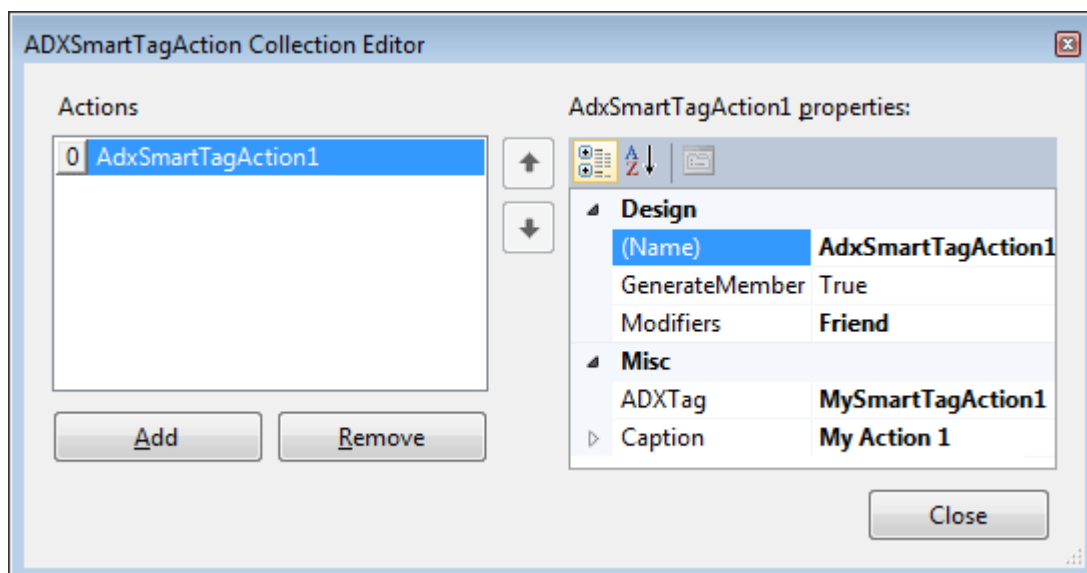 ADXSmartTagAction Collection Editor
Actions
0 AdxSmartTagAction1
Add
Remove
AdxSmartTagAction1 properties:
Design
(Name) AdxSmartTagAction1
GenerateMember True
Modifiers Friend
Misc
ADXTag MySmartTagAction1
Caption My Action 1
Close